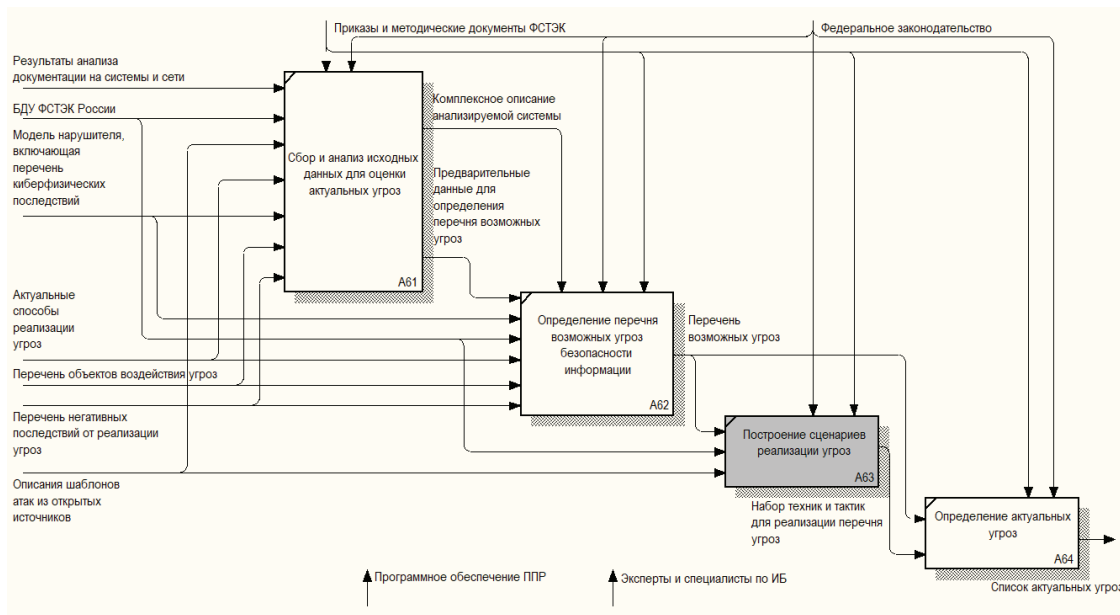 Приказы и методические документы ФСТЭК
Федеральное законодательство
Результаты анализа
документации на системы и сети
БДУ ФСТЭК России
Модель нарушителя,
включающая
перечень
киберфизических
последствий
Сбор и анализ исходных
данных для оценки
актуальных угроз
A61
Комплексное описание
анализируемой системы
Предварительные
данные для
определения
перечня возможных
угроз
Актуальные
способы
реализации
угроз
Перечень объектов воздействия угроз
Перечень негативных
последствий от реализации
угроз
Описания шаблонов
атак из открытых
источников
Определение перечня
возможных угроз
безопасности
информации
A62
Перечень
возможных угроз
Построение сценариев
реализации угроз
A63
Набор техник и тактик
для реализации перечня
угроз
Определение актуальных
угроз
A64
Список актуальных угроз
Программное обеспечение ППР
Эксперты и специалисты по ИБ